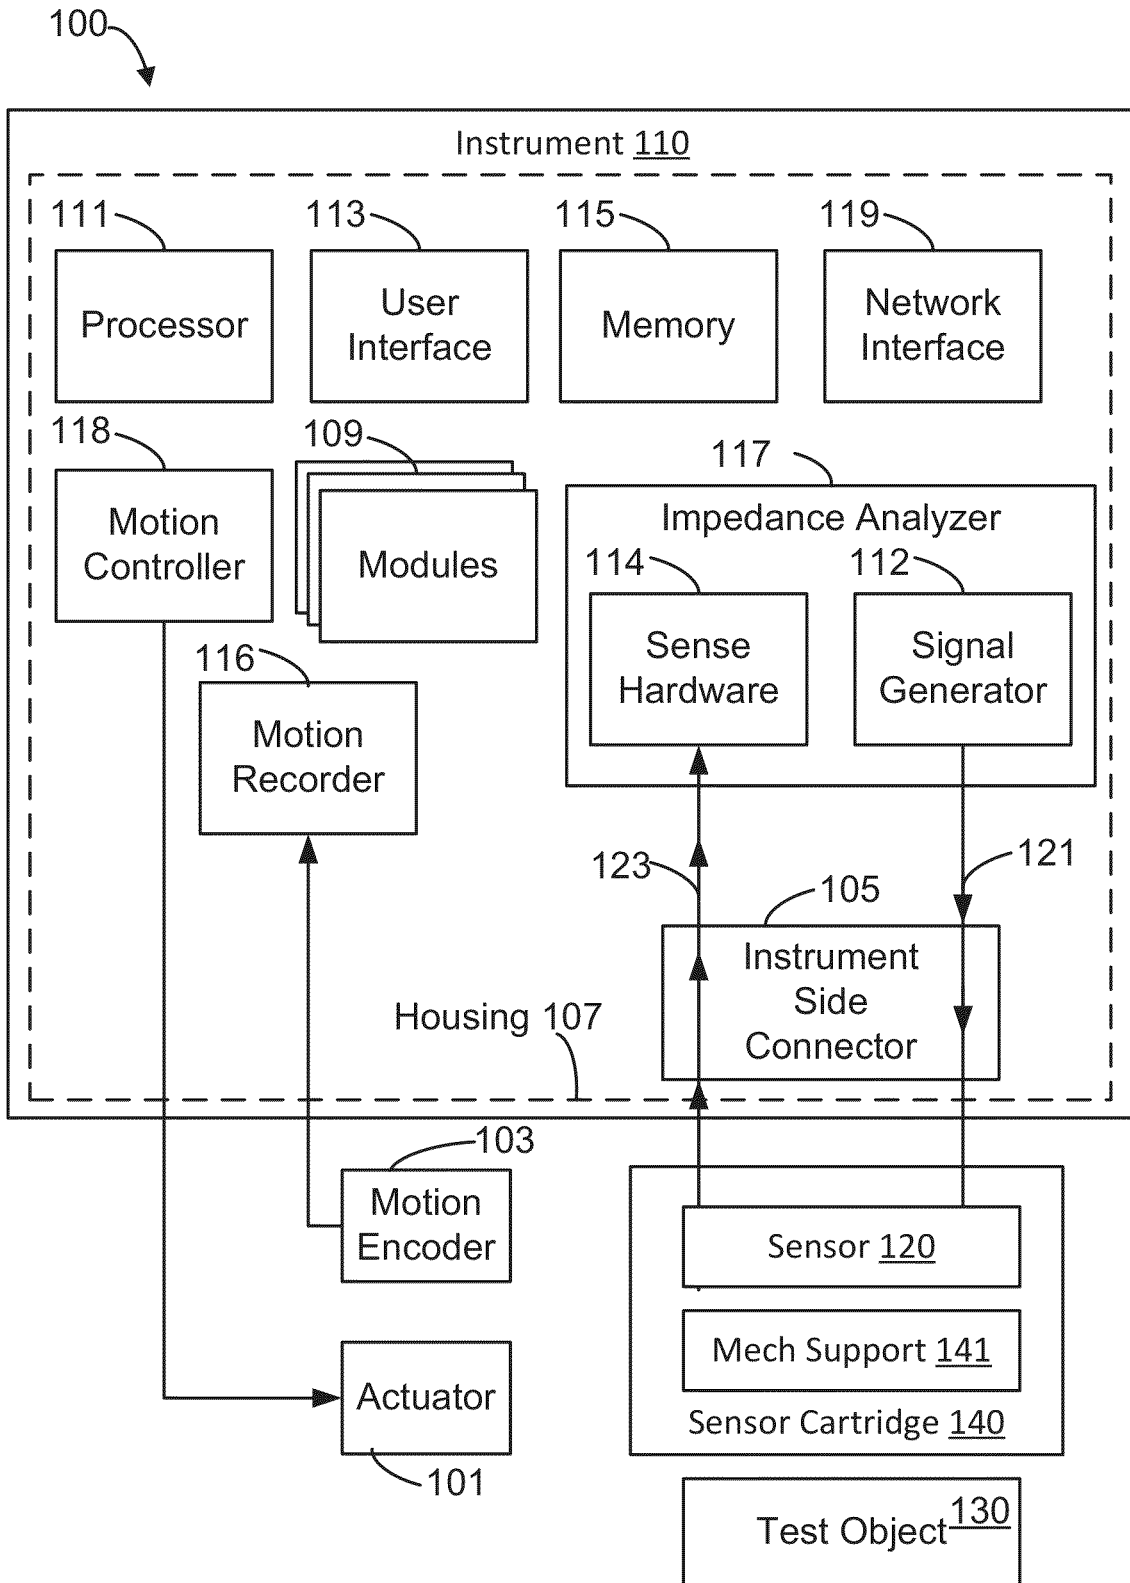 100
Instrument 110
111
113
115
119
Processor
User
Interface
Memory
Network
Interface
118
109
117
Motion
Controller
Modules
Impedance Analyzer
114
112
Sense
Hardware
Signal
Generator
116
Motion
Recorder
123
121
105
Instrument
Side
Connector
Housing 107
103
Motion
Encoder
Sensor 120
Mech Support 141
Sensor Cartridge 140
Actuator
101
Test Object 130